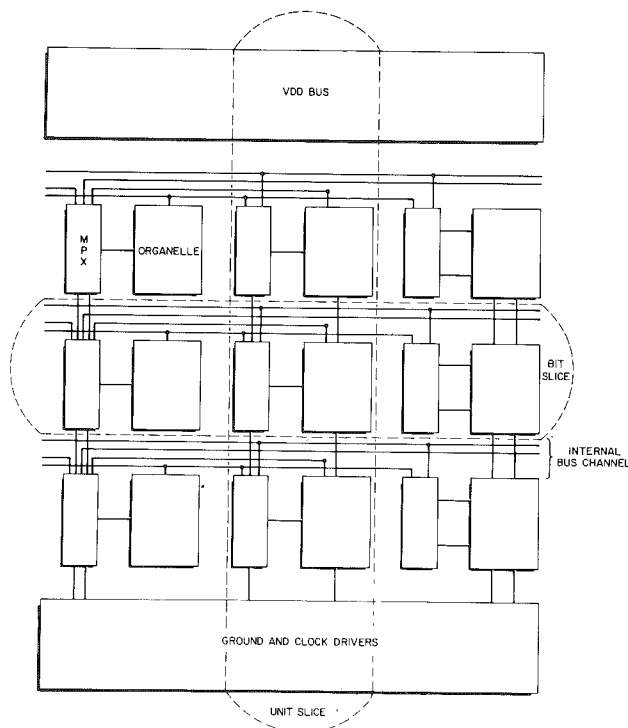 VDD BUS
M
P
X
ORGANELLE
BIT
SLICE
INTERNAL
BUS CHANNEL
GROUND AND CLOCK DRIVERS
UNIT SLICE